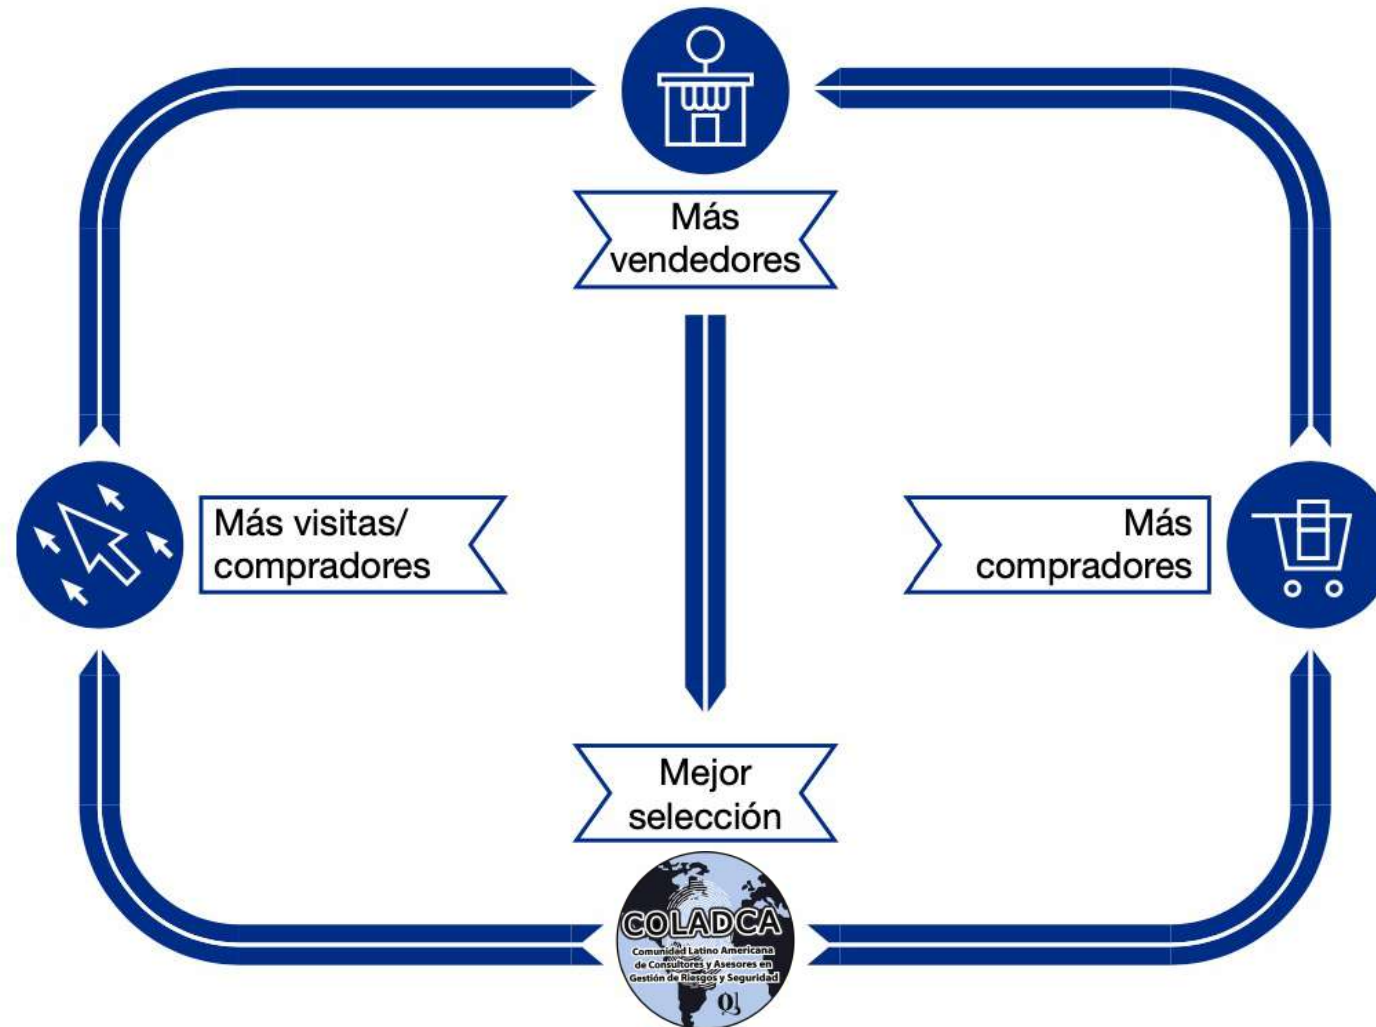 Más
vendedores
Más visitas/
compradores
Más
compradores
Mejor
selección
COLADCA
Comunidad Latino Americana
de Consultores y Asesores en
Gestión de Riesgos y Seguridad